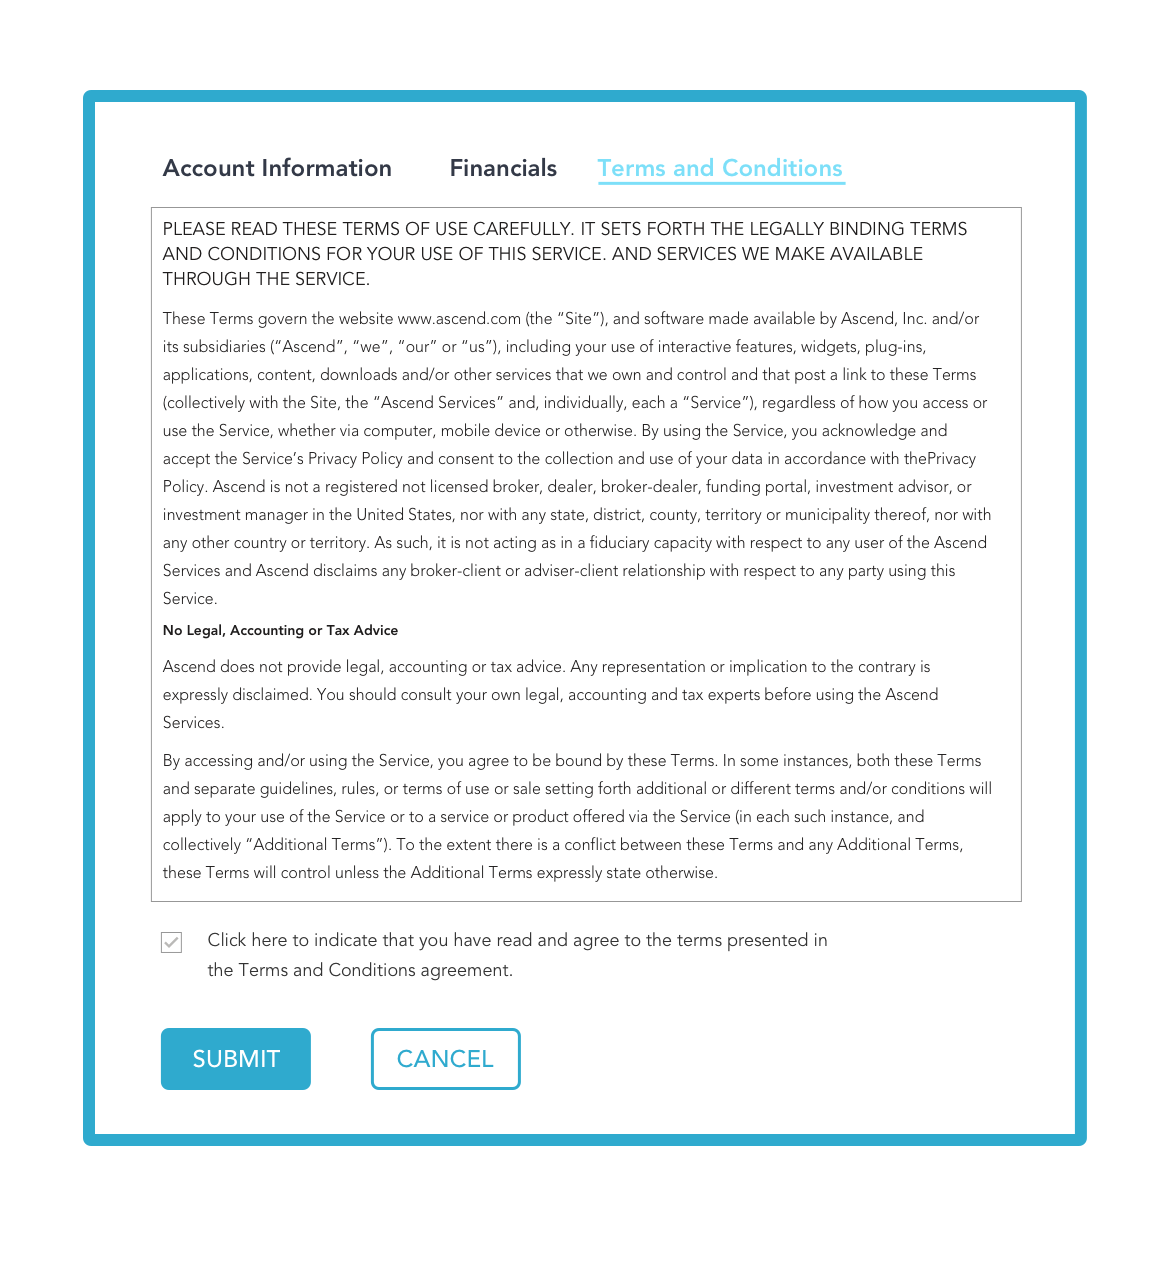 Account Information Financials Terms and Conditions
PLEASE READ THESE TERMS OF USE CAREFULLY. IT SETS FORTH THE LEGALLY BINDING TERMS
AND CONDITIONS FOR YOUR USE OF THIS SERVICE. AND SERVICES WE MAKE AVAILABLE
THROUGH THE SERVICE.
These Terms govern the website www.ascend.com (the “Site”), and software made available by Ascend, Inc. and/or
its subsidiaries (“Ascend”, “we”, “our” or “us”), including your use of interactive features, widgets, plug-ins,
applications, content, downloads and/or other services that we own and control and that post a link to these Terms
(collectively with the Site, the “Ascend Services” and, individually, each a “Service”), regardless of how you access or
use the Service, whether via computer, mobile device or otherwise. By using the Service, you acknowledge and
accept the Service’s Privacy Policy and consent to the collection and use of your data in accordance with thePrivacy
Policy. Ascend is not a registered not licensed broker, dealer, broker-dealer, funding portal, investment advisor, or
investment manager in the United States, nor with any state, district, county, territory or municipality thereof, nor with
any other country or territory. As such, it is not acting as in a fiduciary capacity with respect to any user of the Ascend
Services and Ascend disclaims any broker-client or adviser-client relationship with respect to any party using this
Service.
No Legal, Accounting or Tax Advice
Ascend does not provide legal, accounting or tax advice. Any representation or implication to the contrary is
expressly disclaimed. You should consult your own legal, accounting and tax experts before using the Ascend
Services.
By accessing and/or using the Service, you agree to be bound by these Terms. In some instances, both these Terms
and separate guidelines, rules, or terms of use or sale setting forth additional or different terms and/or conditions will
apply to your use of the Service or to a service or product offered via the Service (in each such instance, and
collectively “Additional Terms”). To the extent there is a conflict between these Terms and any Additional Terms,
these Terms will control unless the Additional Terms expressly state otherwise.
Click here to indicate that you have read and agree to the terms presented in
the Terms and Conditions agreement.
SUBMIT CANCEL